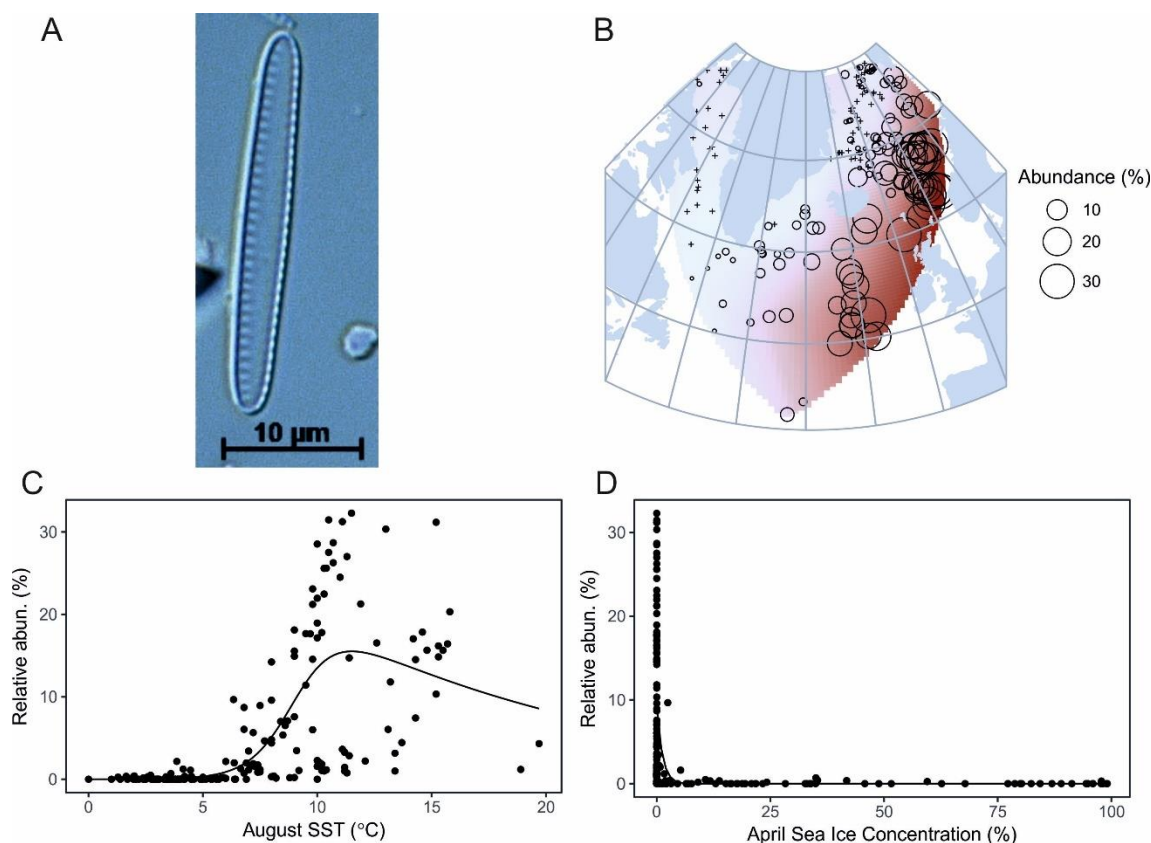 A
B
10 µm
Abundance (%)
10
20
30
C
D
Relative abun. (%)
30
20
10
0
0
5
10
15
20
August SST (°C)
Relative abun. (%)
30
20
10
0
0
25
50
75
100
April Sea Ice Concentration (%)